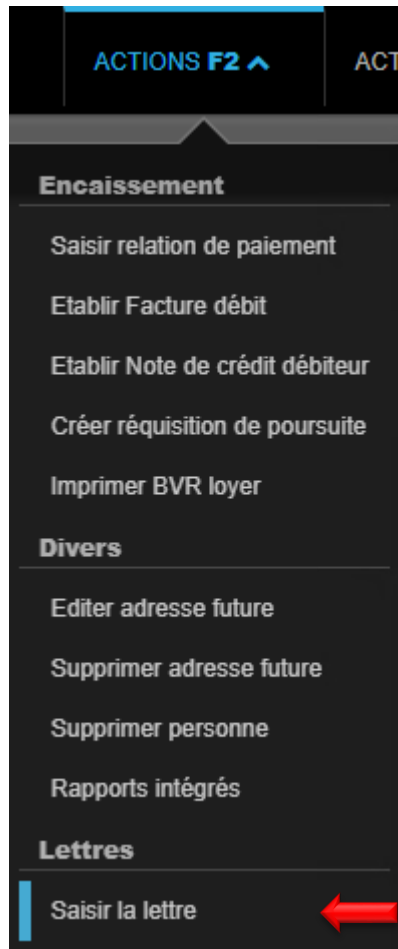 ACTIONS F2 ACT
Encaissement
Saisir relation de paiement
Etablir Facture débit
Etablir Note de crédit débiteur
Créer réquisition de poursuite
Imprimer BVR loyer
Divers
Editer adresse future
Supprimer adresse future
Supprimer personne
Rapports intégrés
Lettres
Saisir la lettre